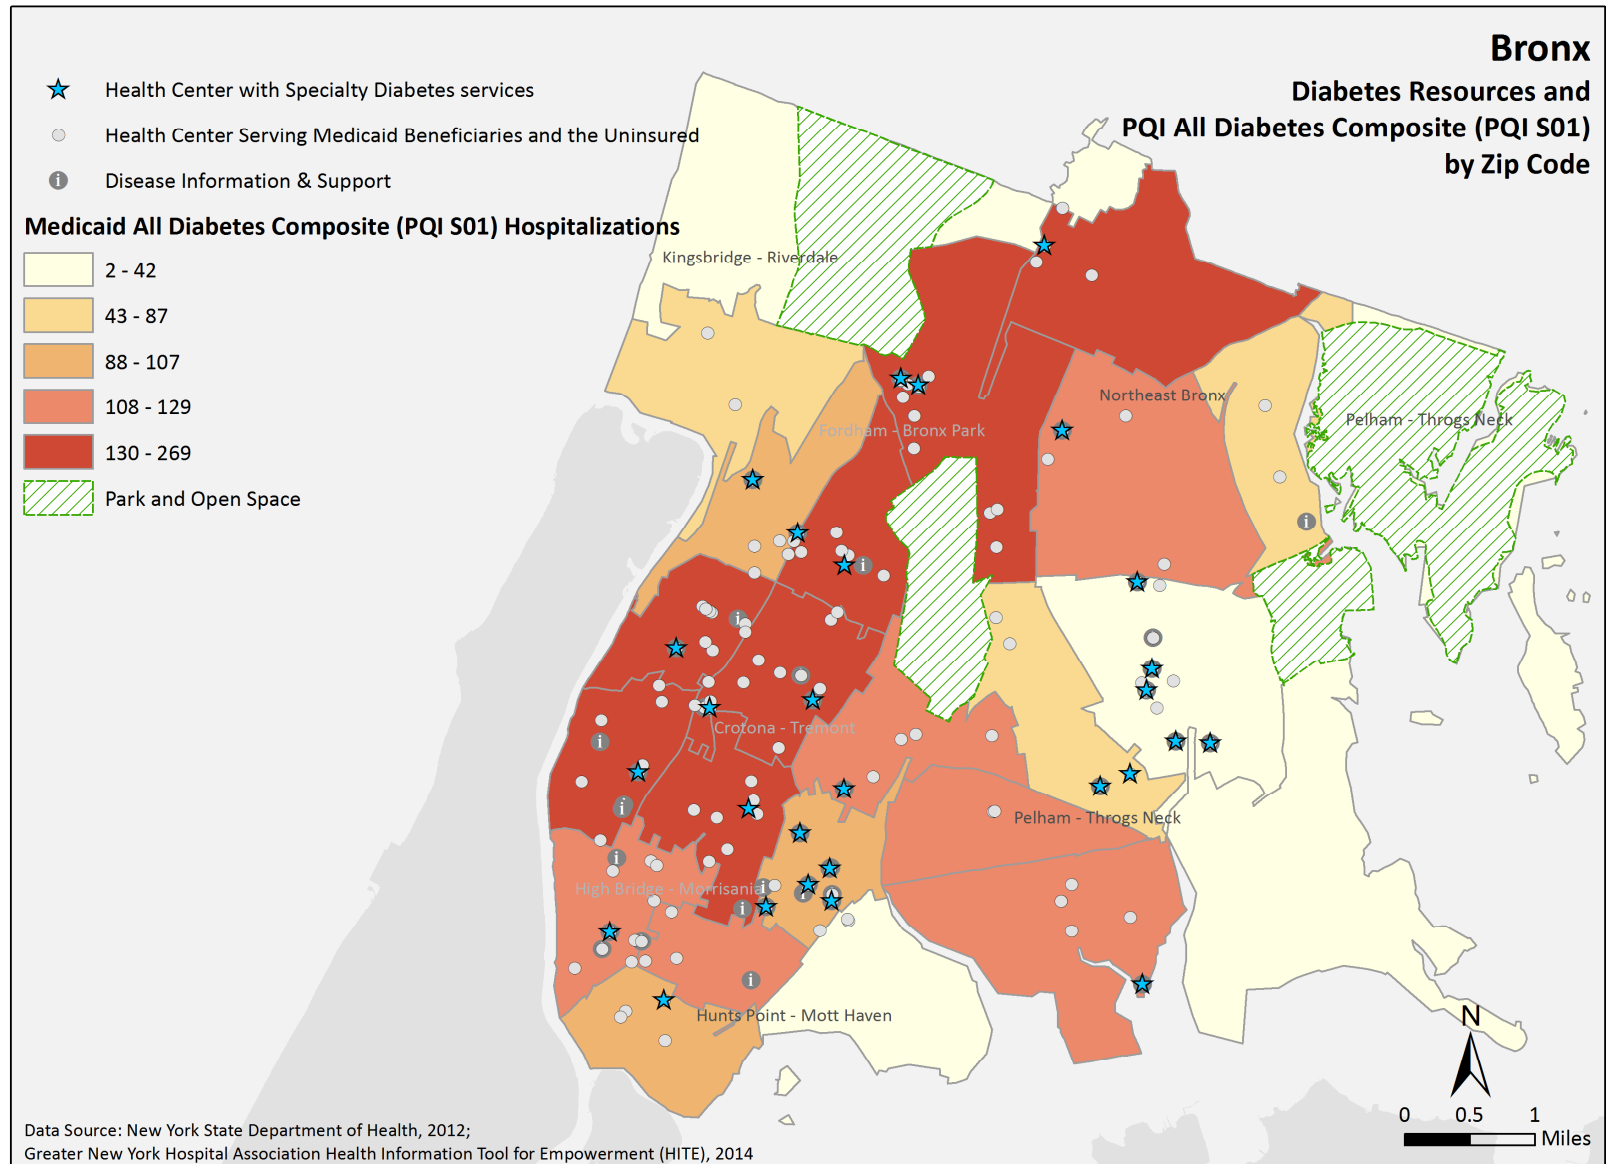 Bronx
Diabetes Resources and
PQI All Diabetes Composite (PQI S01)
by Zip Code
Health Center with Specialty Diabetes services
Health Center Serving Medicaid Beneficiaries and the Uninsured
i Disease Information & Support
Medicaid All Diabetes Composite (PQI S01) Hospitalizations
2 - 42
43 - 87
88 - 107
108 - 129
130 - 269
Park and Open Space
Kingsbridge - Riverdale
Northeast Bronx
Pelham - Throgs Neck
Fordham - Bronx Park
i
i
i
Crotona - Tremont
i
i
Pelham - Throgs Neck
i
High Bridge - Morrisania
i
i
i
i
Hunts Point - Mott Haven
N
0 0.5 1
Miles
Data Source: New York State Department of Health, 2012;
Greater New York Hospital Association Health Information Tool for Empowerment (HITE), 2014